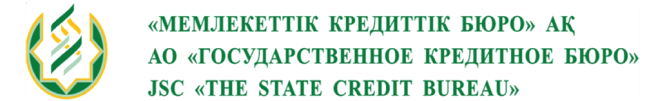 «МЕМЛЕКЕТТІК КРЕДИТТІК БЮРО» АҚ
АО «ГОСУДАРСТВЕННОЕ КРЕДИТНОЕ БЮРО»
JSC «THE STATE CREDIT BUREAU»